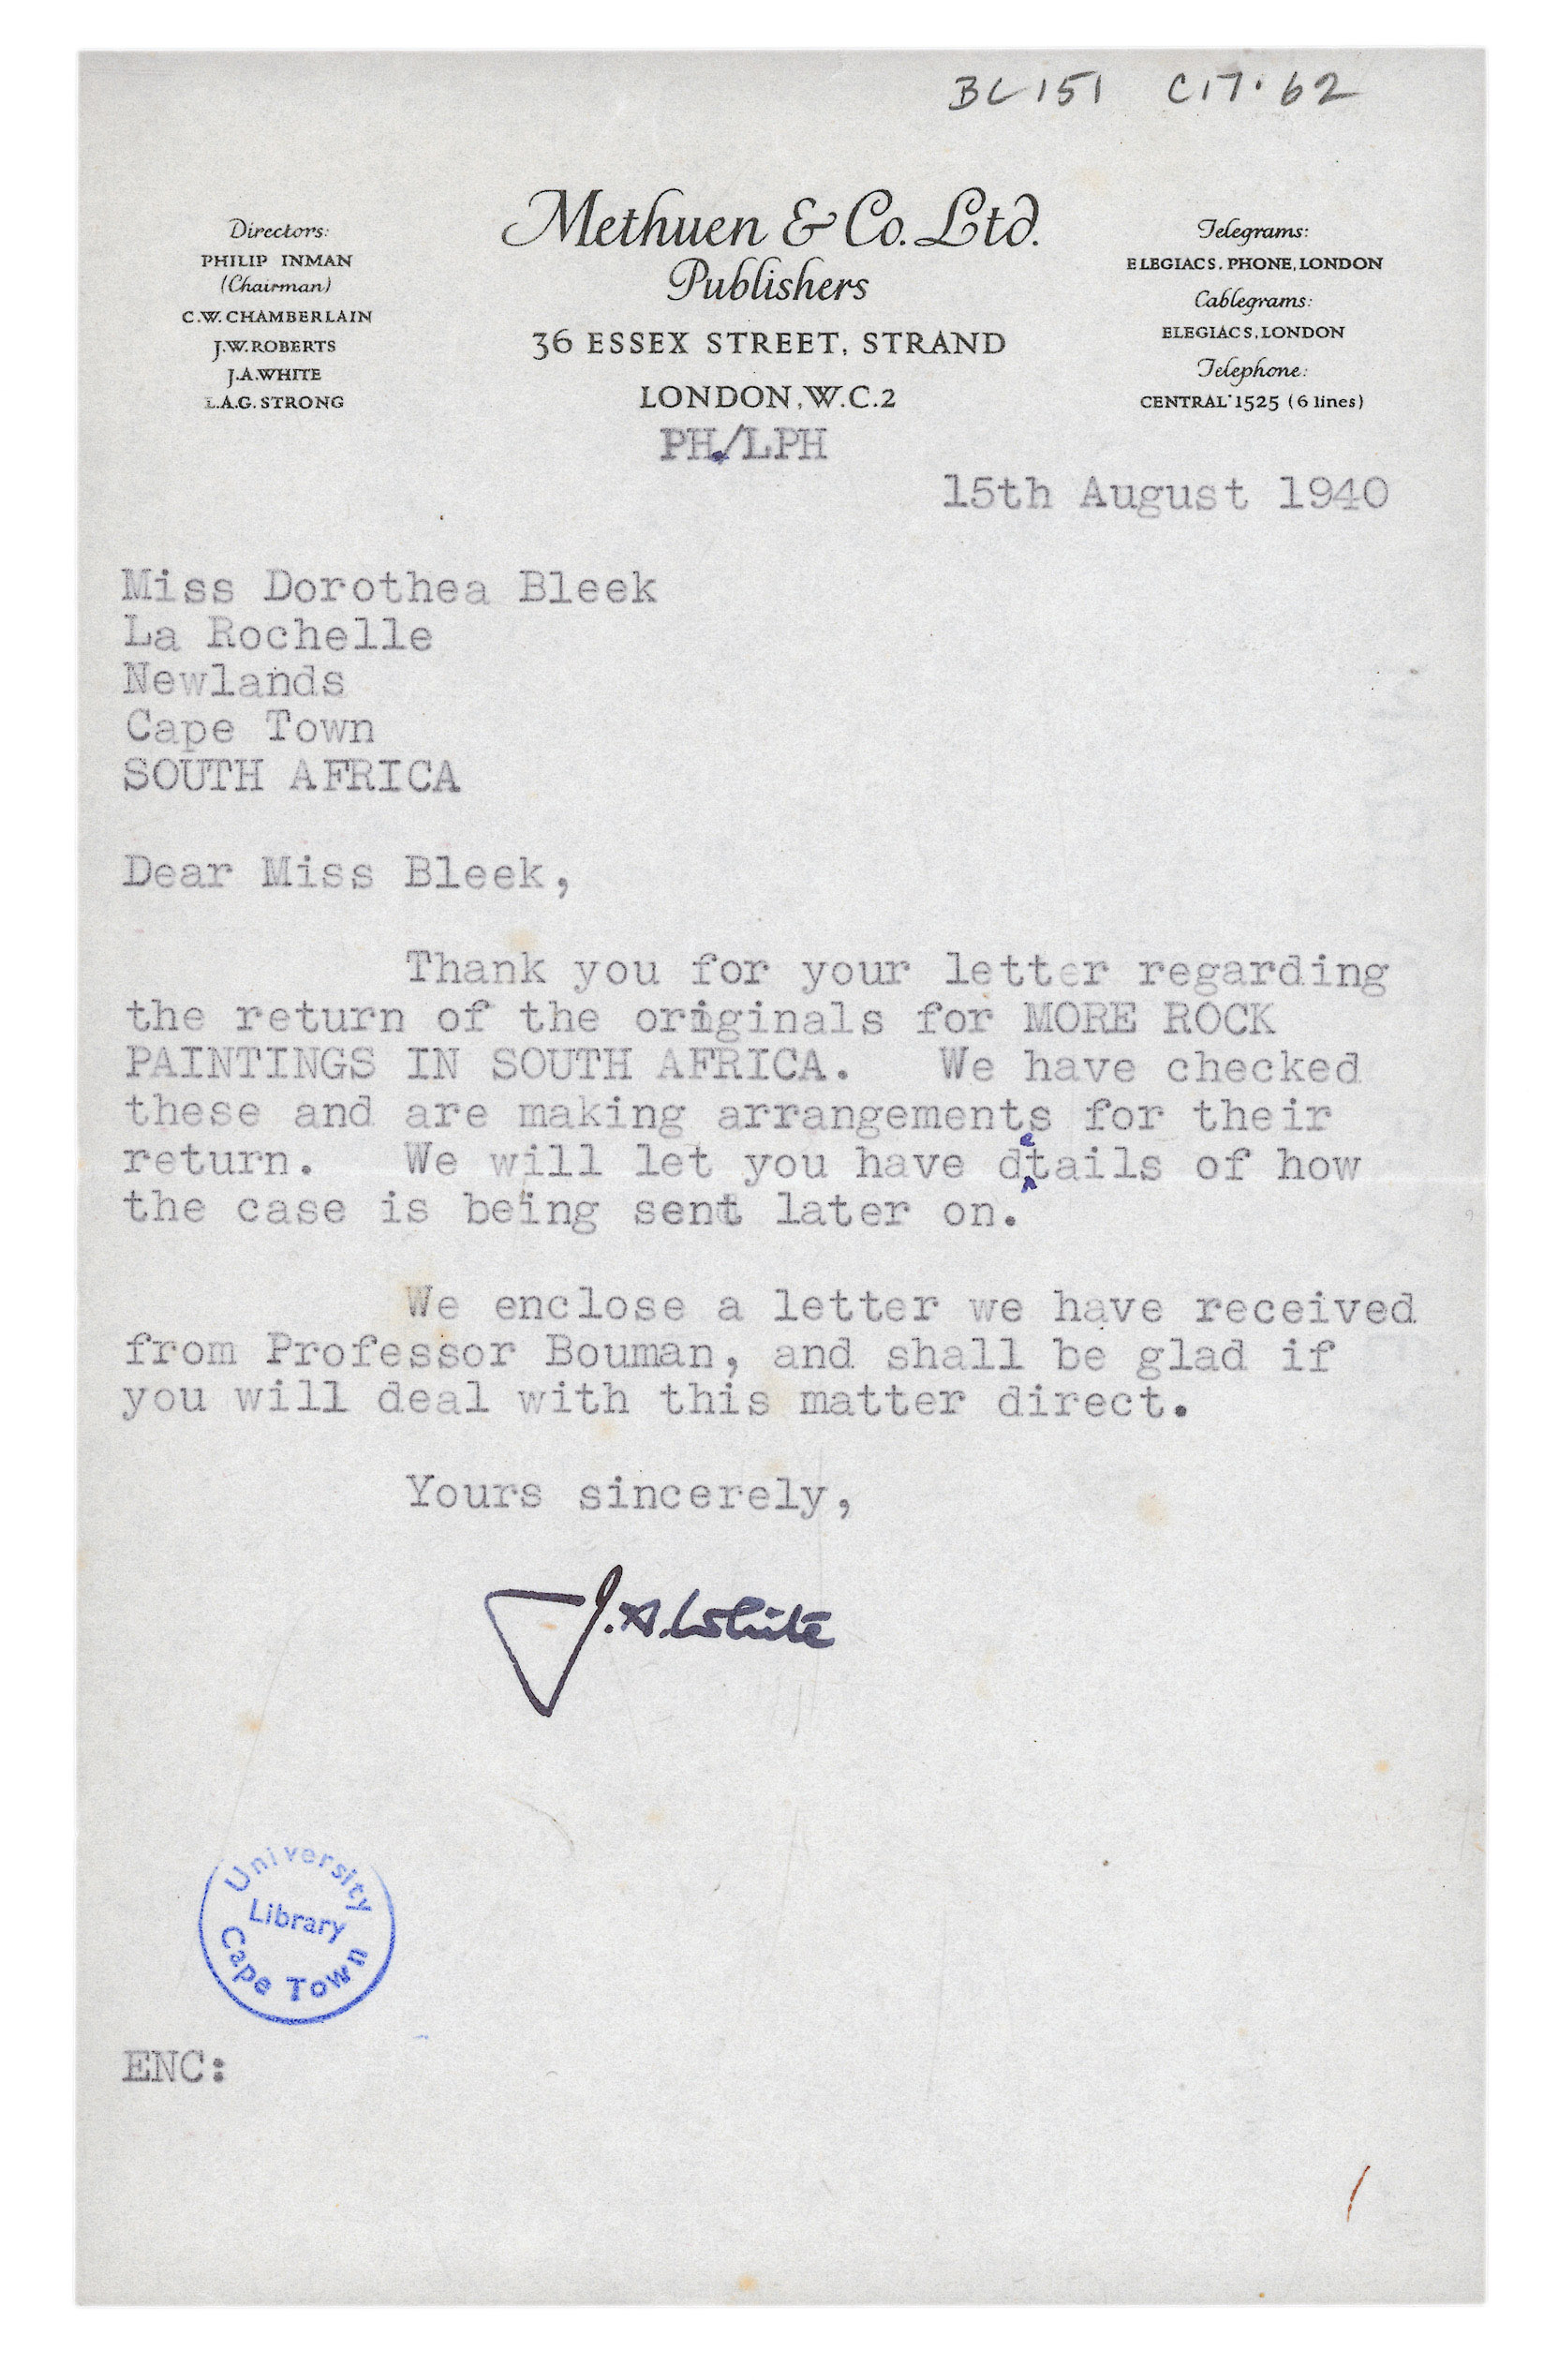 BC 151 C17.62
Directors:
PHILIP INMAN
(Chairman)
C.W. CHAMBERLAIN
J.W. ROBERTS
J.A. WHITE
L.A.G. STRONG
Methuen & Co. Ltd.
Publishers
36 ESSEX STREET, STRAND
LONDON, W.C.2
Telegrams:
ELEGIACS, PHONE, LONDON
Cablegrams:
ELEGIACS, LONDON
Telephone:
CENTRAL 1525 (6 lines)
PH./LPH
15th August 1940
Miss Dorothea Bleek
La Rochelle
Newlands
Cape Town
SOUTH AFRICA
Dear Miss Bleek,
Thank you for your letter regarding
the return of the originals for MORE ROCK
PAINTINGS IN SOUTH AFRICA. We have checked
these and are making arrangements for their
return. We will let you have details of how
the case is being sent later on.
We enclose a letter we have received
from Professor Bouman, and shall be glad if
you will deal with this matter direct.
Yours sincerely,
J.A. White
University
Library
Cape Town
ENC: